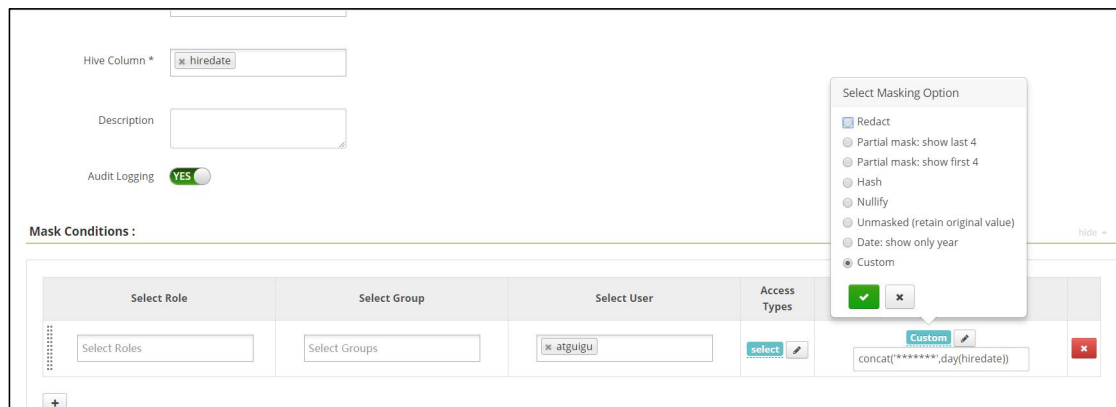 Hive Column *
hiredate
Description
Audit Logging
YES
Select Masking Option
Redact
Partial mask: show last 4
Partial mask: show first 4
Hash
Nullify
Unmasked (retain original value)
Date: show only year
Custom
Mask Conditions :
hide
Select Role
Select Group
Select User
Access
Types
Select Roles
Select Groups
atguigu
select
Custom
concat('*******',day(hiredate))